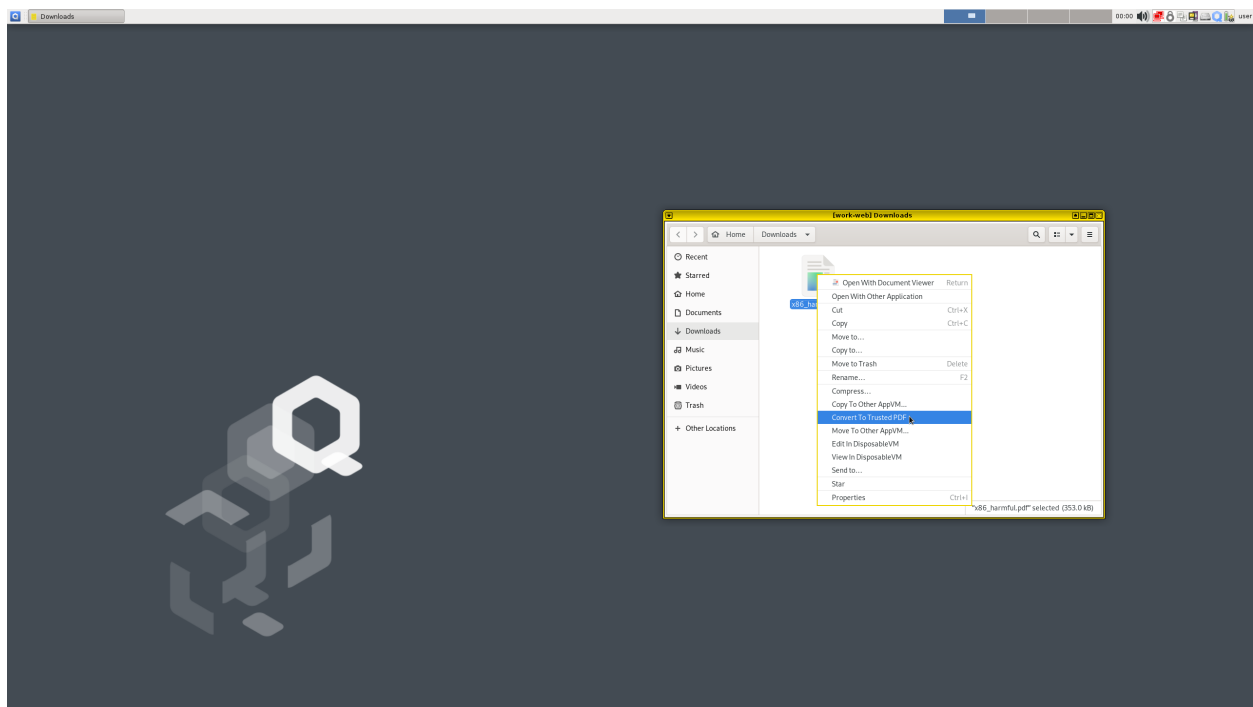 Downloads
00:00
user
[work-web] Downloads
Home
Downloads
Recent
Starred
Home
Documents
Downloads
Music
Pictures
Videos
Trash
+ Other Locations
x86_ha
Open With Document Viewer Return
Open With Other Application
Cut Ctrl+X
Copy Ctrl+C
Move to...
Copy to...
Move to Trash Delete
Rename... F2
Compress...
Copy To Other AppVM...
Convert To Trusted PDF
Move To Other AppVM...
Edit In DisposableVM
View In DisposableVM
Send to...
Star
Properties Ctrl+I
"x86_harmful.pdf" selected (353.0 kB)